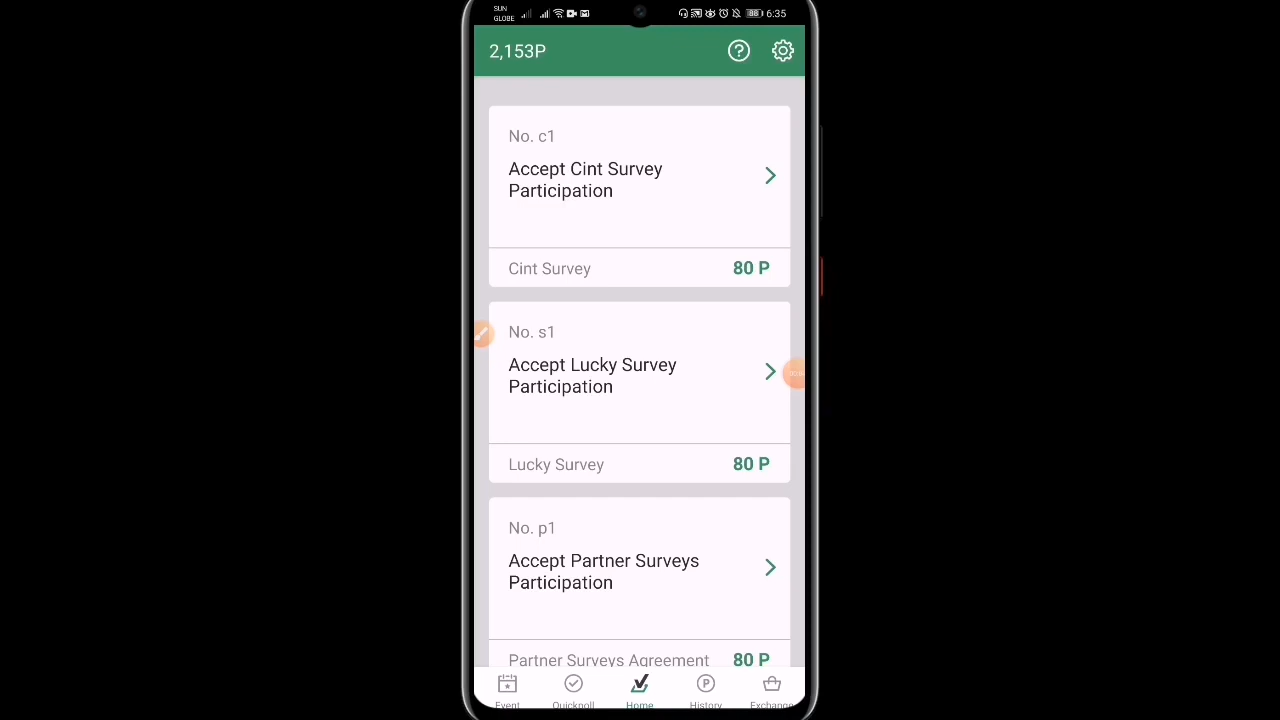 SUN
GLOBE
88
6:35
2,153P
No. c1
Accept Cint Survey
Participation
Cint Survey
80 P
No. s1
Accept Lucky Survey
Participation
Lucky Survey
80 P
No. p1
Accept Partner Surveys
Participation
Partner Surveys Agreement
80 P
Event
Quickpoll
Home
History
Exchange